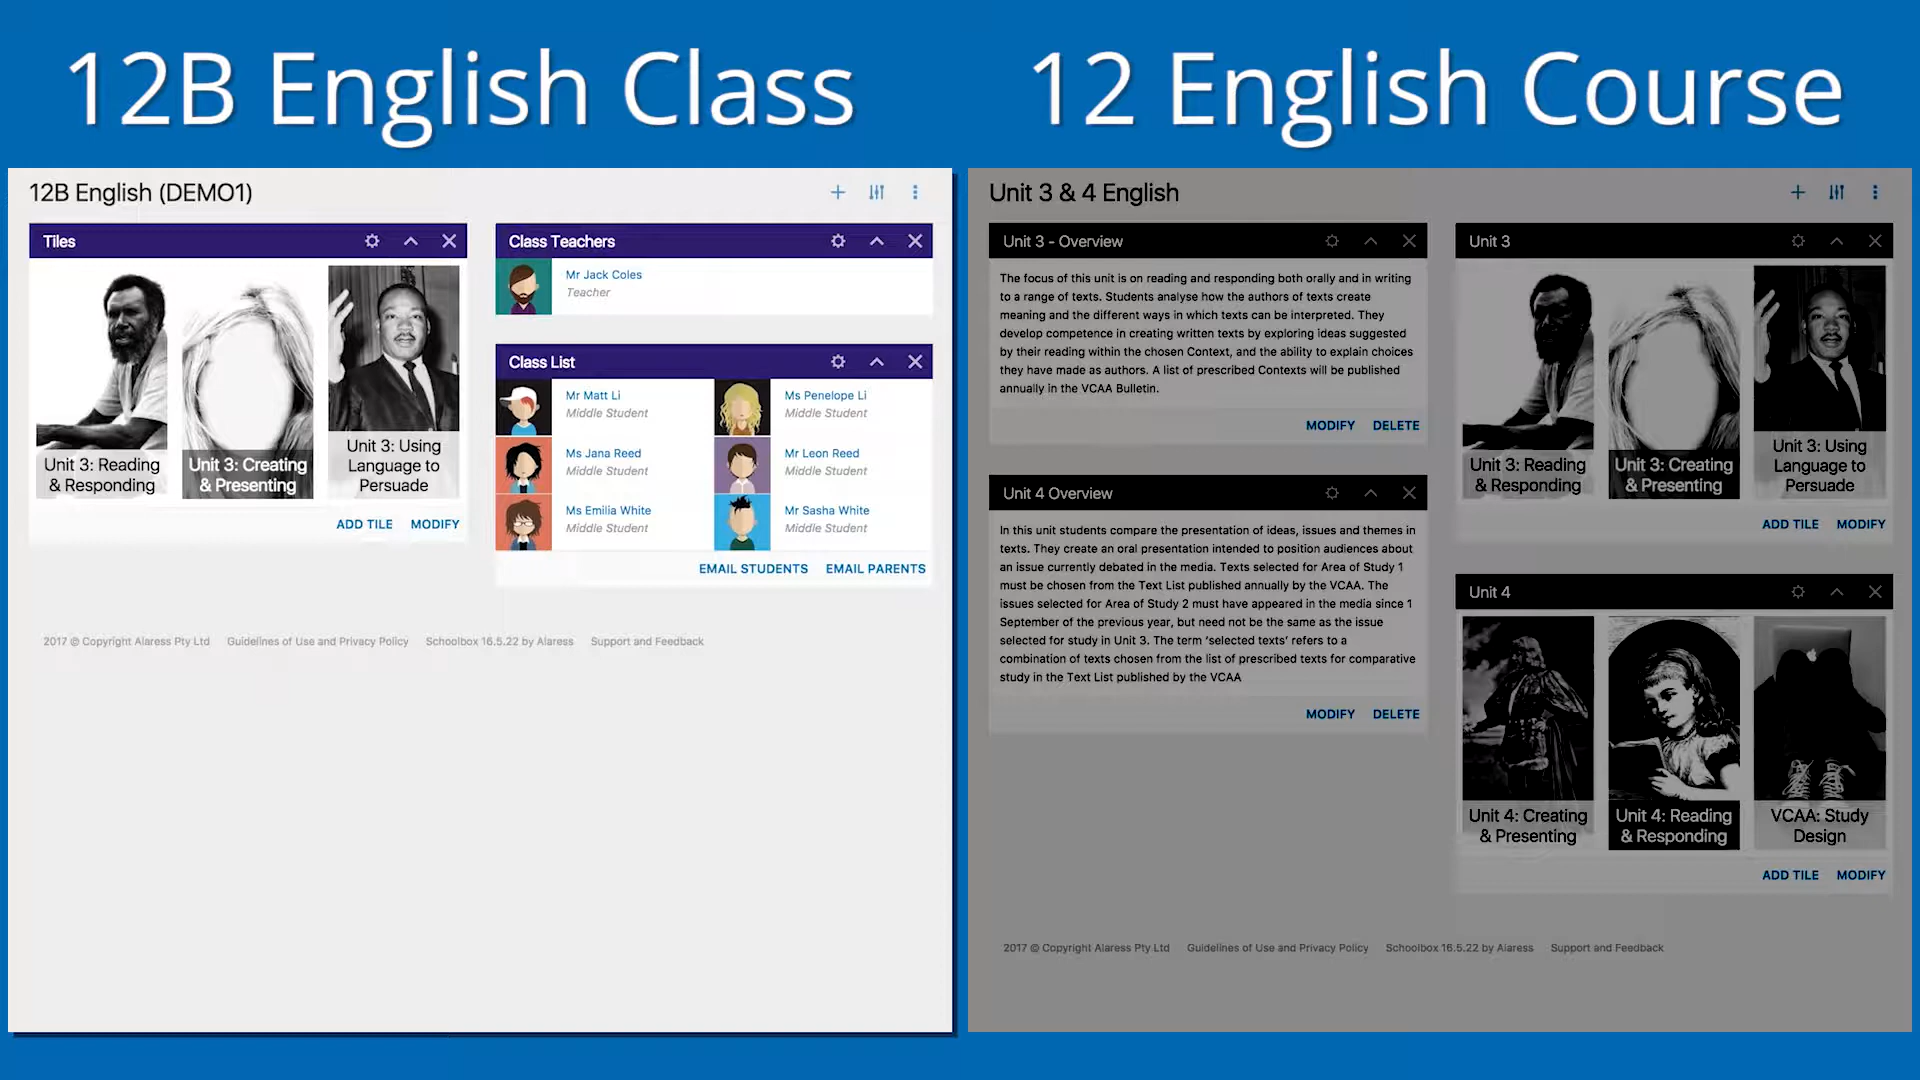 12B English Class
12 English Course
12B English (DEMO1)
Tiles
Unit 3: Reading
& Responding
Unit 3: Creating
& Presenting
Unit 3: Using
Language to
Persuade
ADD TILE MODIFY
Class Teachers
Mr Jack Coles
Teacher
Class List
Mr Matt Li
Middle Student
Ms Penelope Li
Middle Student
Ms Jana Reed
Middle Student
Mr Leon Reed
Middle Student
Ms Emilia White
Middle Student
Mr Sasha White
Middle Student
EMAIL STUDENTS EMAIL PARENTS
2017 @ Copyright Alaress Pty Ltd Guidelines of Use and Privacy Policy Schoolbox 16.5.22 by Alaress Support and Feedback
Unit 3 & 4 English
Unit 3 - Overview
The focus of this unit is on reading and responding both orally and in writing
to a range of texts. Students analyse how the authors of texts create
meaning and the different ways in which texts can be interpreted. They
develop competence in creating written texts by exploring ideas suggested
by their reading within the chosen Context, and the ability to explain choices
they have made as authors. A list of prescribed Contexts will be published
annually in the VCAA Bulletin.
MODIFY DELETE
Unit 4 Overview
In this unit students compare the presentation of ideas, issues and themes in
texts. They create an oral presentation intended to position audiences about
an issue currently debated in the media. Texts selected for Area of Study 1
must be chosen from the Text List published annually by the VCAA. The
issues selected for Area of Study 2 must have appeared in the media since 1
September of the previous year, but need not be the same as the issue
selected for study in Unit 3. The term ‘selected texts’ refers to a
combination of texts chosen from the list of prescribed texts for comparative
study in the Text List published by the VCAA
MODIFY DELETE
Unit 3
Unit 3: Reading
& Responding
Unit 3: Creating
& Presenting
Unit 3: Using
Language to
Persuade
ADD TILE MODIFY
Unit 4
Unit 4: Creating
& Presenting
Unit 4: Reading
& Responding
VCAA: Study
Design
ADD TILE MODIFY
2017 @ Copyright Alaress Pty Ltd Guidelines of Use and Privacy Policy Schoolbox 16.5.22 by Alaress Support and Feedback